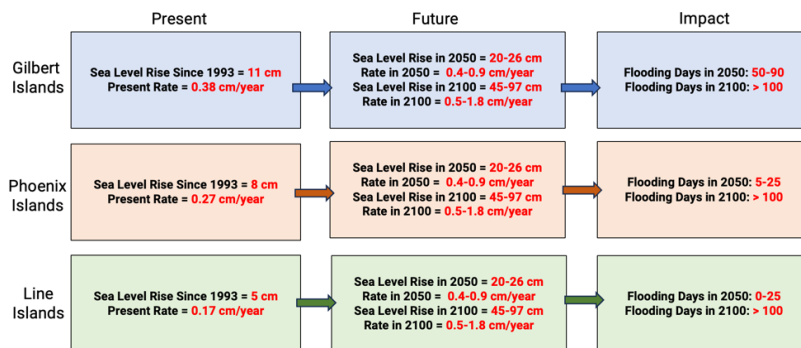 Present
Future
Impact
Gilbert
Islands
Sea Level Rise Since 1993 = 11 cm
Present Rate = 0.38 cm/year
Sea Level Rise in 2050 = 20-26 cm
Rate in 2050 = 0.4-0.9 cm/year
Sea Level Rise in 2100 = 45-97 cm
Rate in 2100 = 0.5-1.8 cm/year
Flooding Days in 2050: 50-90
Flooding Days in 2100: > 100
Phoenix
Islands
Sea Level Rise Since 1993 = 8 cm
Present Rate = 0.27 cm/year
Sea Level Rise in 2050 = 20-26 cm
Rate in 2050 = 0.4-0.9 cm/year
Sea Level Rise in 2100 = 45-97 cm
Rate in 2100 = 0.5-1.8 cm/year
Flooding Days in 2050: 5-25
Flooding Days in 2100: > 100
Line
Islands
Sea Level Rise Since 1993 = 5 cm
Present Rate = 0.17 cm/year
Sea Level Rise in 2050 = 20-26 cm
Rate in 2050 = 0.4-0.9 cm/year
Sea Level Rise in 2100 = 45-97 cm
Rate in 2100 = 0.5-1.8 cm/year
Flooding Days in 2050: 0-25
Flooding Days in 2100: > 100